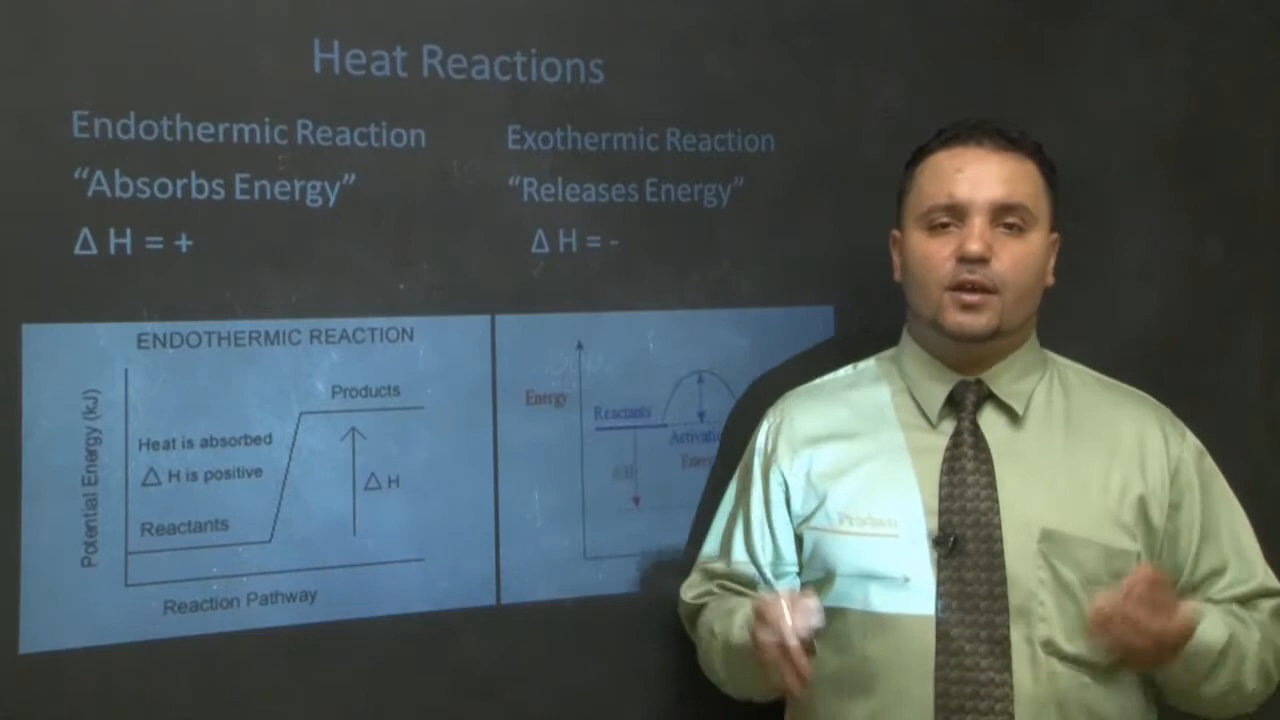 Heat Reactions
Endothermic Reaction
“Absorbs Energy”
Δ H = +
Exothermic Reaction
“Releases Energy”
Δ H = -
ENDOTHERMIC REACTION
Potential Energy (kJ)
Products
Heat is absorbed
Δ H is positive
Δ H
Reactants
Reaction Pathway
Energy
Reactants
ΔH